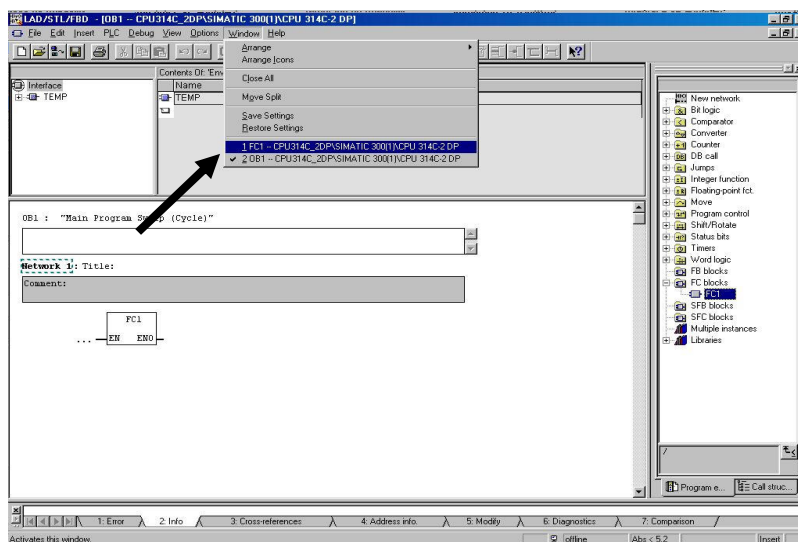 LAD/STL/FBD - [OB1 -- CPU314C_2DP\SIMATIC 300(1)\CPU 314C-2 DP]
File Edit Insert PLC Debug View Options Window Help
Arrange
Arrange Icons
Close All
Move Split
Save Settings
Restore Settings
1 FC1 -- CPU314C_2DP\SIMATIC 300(1)\CPU 314C-2 DP
✔ 2 OB1 -- CPU314C_2DP\SIMATIC 300(1)\CPU 314C-2 DP
Contents Of: 'Env
Interface
TEMP
Name
TEMP
OB1 : "Main Program Sweep (Cycle)"
Network 1: Title:
Comment:
FC1
... EN ENO
New network
Bit logic
Comparator
Converter
Counter
DB call
Jumps
Integer function
Floating-point fct.
Move
Program control
Shift/Rotate
Status bits
Timers
Word logic
FB blocks
FC blocks
FC1
SFB blocks
SFC blocks
Multiple instances
Libraries
Program e... Call struc...
1: Error 2: Info 3: Cross-references 4: Address info. 5: Modify 6: Diagnostics 7: Comparison
Activates this window. offline Abs < 5.2 Insert